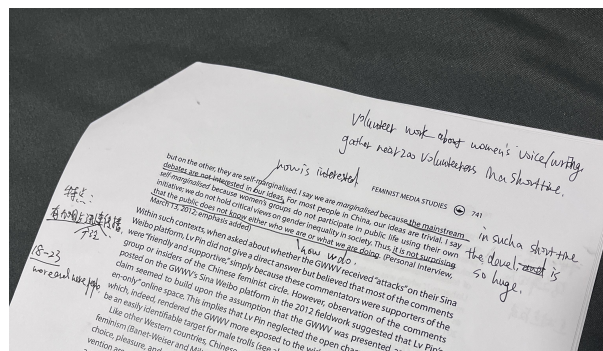 volunteer work about women's voice/writing
gather near 200 volunteers in a short time.
now is interested.
FEMINIST MEDIA STUDIES 741
but on the other, they are self-marginalised. I say we are marginalised because the mainstream
debates are not interested in our ideas. For most people in China, our ideas are trivial. I say
self-marginalised because women's groups do not participate in public life using their own
initiative; we do not hold critical views on gender inequality in society. Thus, it is not surprising
that the public does not know either who we are or what we are doing. (Personal Interview,
March 13, 2012; emphasis added)
now do.
in such a short time
the devel. is
so huge.
18-23
more and more
Within such contexts, when asked about whether the GWWV received "attacks" on their Sina
Weibo platform, Lv Pin did not give a direct answer but believed that most of the comments
were "friendly and supportive," simply because these commentators were supporters of the
group or insiders of the Chinese feminist circle. However, observation of the comments
posted on the GWWV's Sina Weibo platform in the 2012 fieldwork suggested that Lv Pin's
claim seemed to build upon the assumption that the GWWV was presented
en-only" online space. This implies that Lv Pin neglected the open
which, indeed, rendered the GWWV more exposed to the
be an easily identifiable target for male trolls (see
Like other Western countries, Chinese
feminism (Banet-Weiser and
choice, pleasure, and
vention are